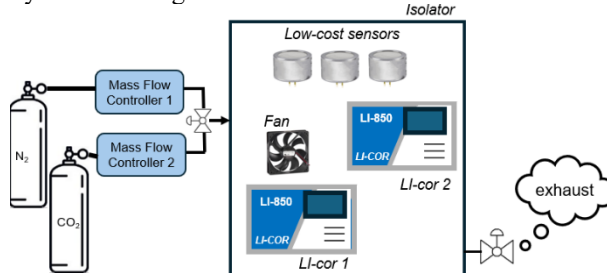 Isolator
Low-cost sensors
Mass Flow
Controller 1
N2
Mass Flow
Controller 2
CO2
Fan
LI-850
LI-COR
LI-cor 2
LI-850
LI-COR
LI-cor 1
exhaust